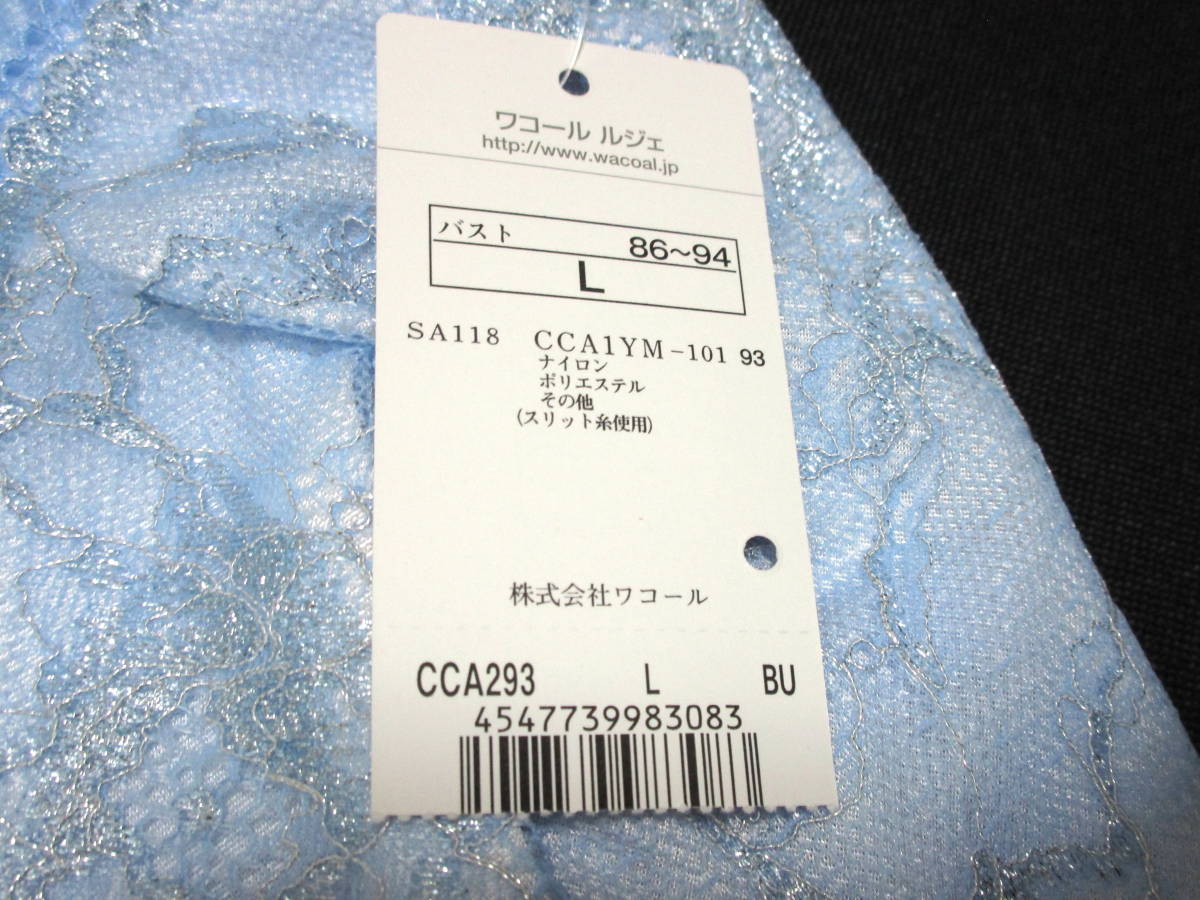 ワコール ルジェ
http://www.wacoal.jp
バスト 86~94
L
SA118 CCA1YM-101 93
ナイロン
ポリエステル
その他
(スリット糸使用)
株式会社ワコール
CCA293 L BU
4547739983083